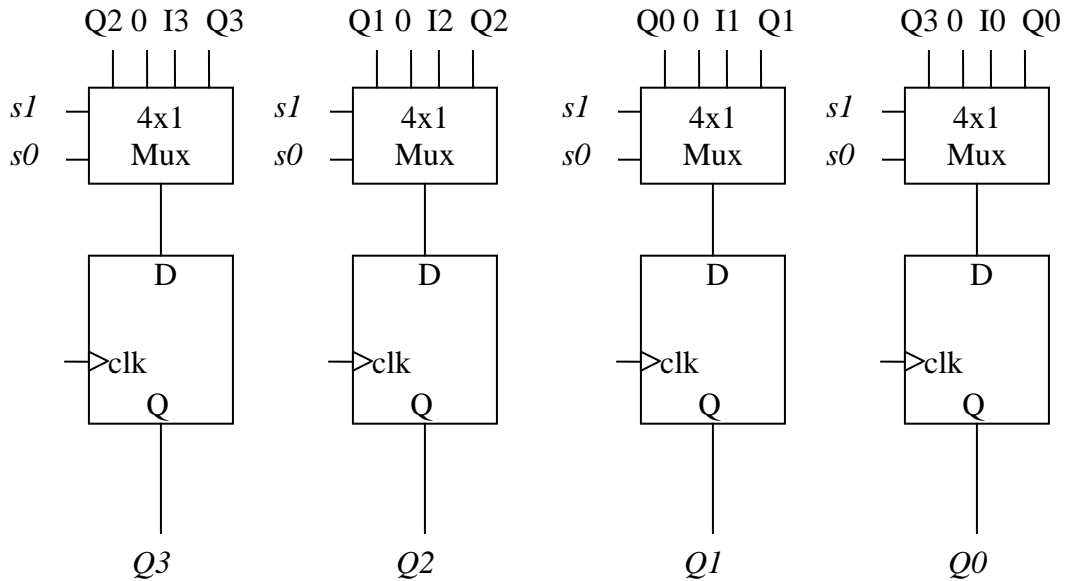 Q2 0 I3 Q3 Q1 0 I2 Q2 Q0 0 I1 Q1 Q3 0 I0 Q0
s1 4x1 s1 4x1 s1 4x1 s1 4x1
s0 Mux s0 Mux s0 Mux s0 Mux
D D D D
clk clk clk clk
Q Q Q Q
Q3 Q2 Q1 Q0